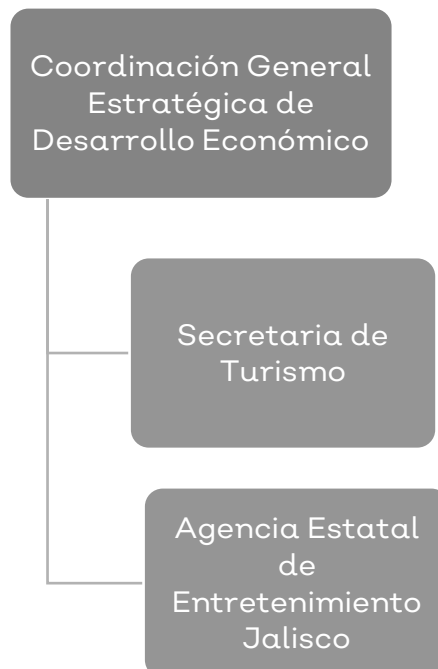 Coordinación General
Estratégica de
Desarrollo Económico
Secretaria de
Turismo
Agencia Estatal
de
Entretenimiento
Jalisco